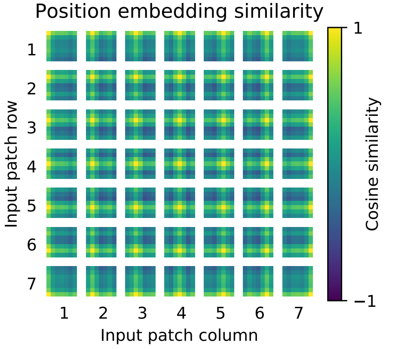 Position embedding similarity
1
2
3
4
5
6
7
Input patch row
1 2 3 4 5 6 7
Input patch column
1
−1
Cosine similarity